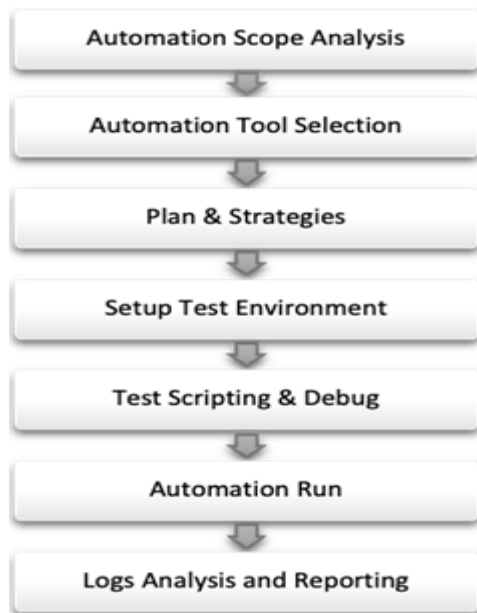 Automation Scope Analysis
Automation Tool Selection
Plan & Strategies
Setup Test Environment
Test Scripting & Debug
Automation Run
Logs Analysis and Reporting